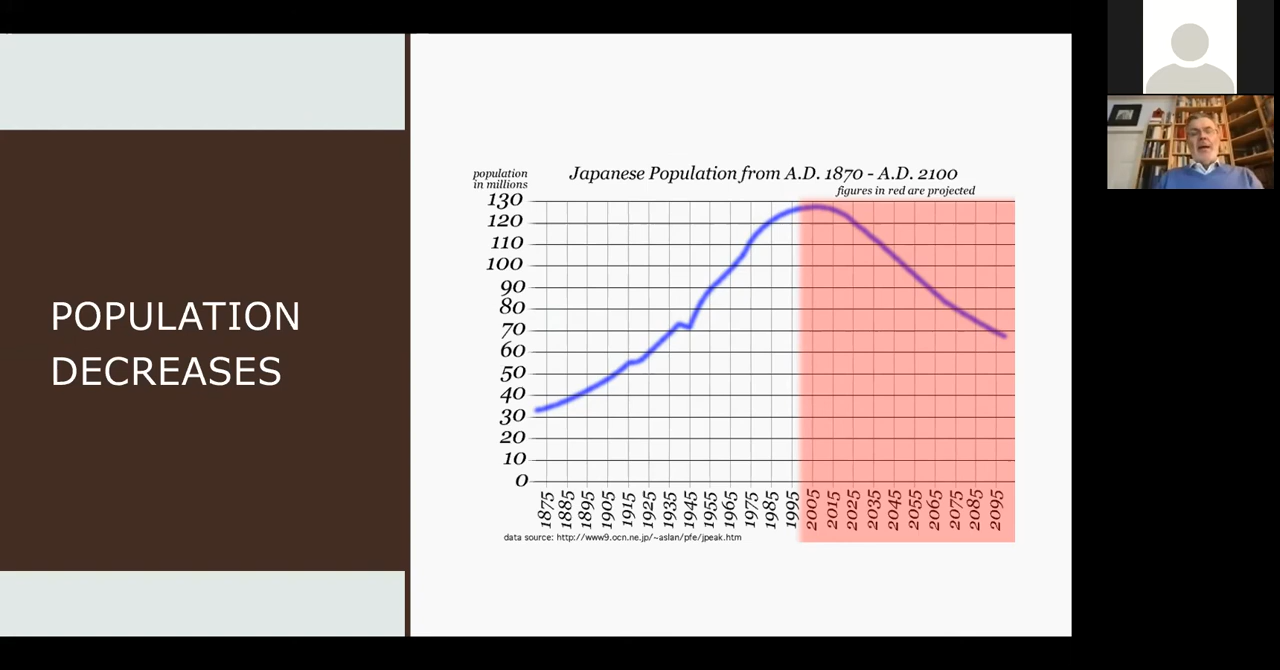 POPULATION
DECREASES
population
in millions
Japanese Population from A.D. 1870 - A.D. 2100
figures in red are projected
130
120
110
100
90
80
70
60
50
40
30
20
10
0
1875 1885 1895 1905 1915 1925 1935 1945 1955 1965 1975 1985 1995 2005 2015 2025 2035 2045 2055 2065 2075 2085 2095
data source: http://www9.ocn.ne.jp/~aslan/pfe/jpeak.htm